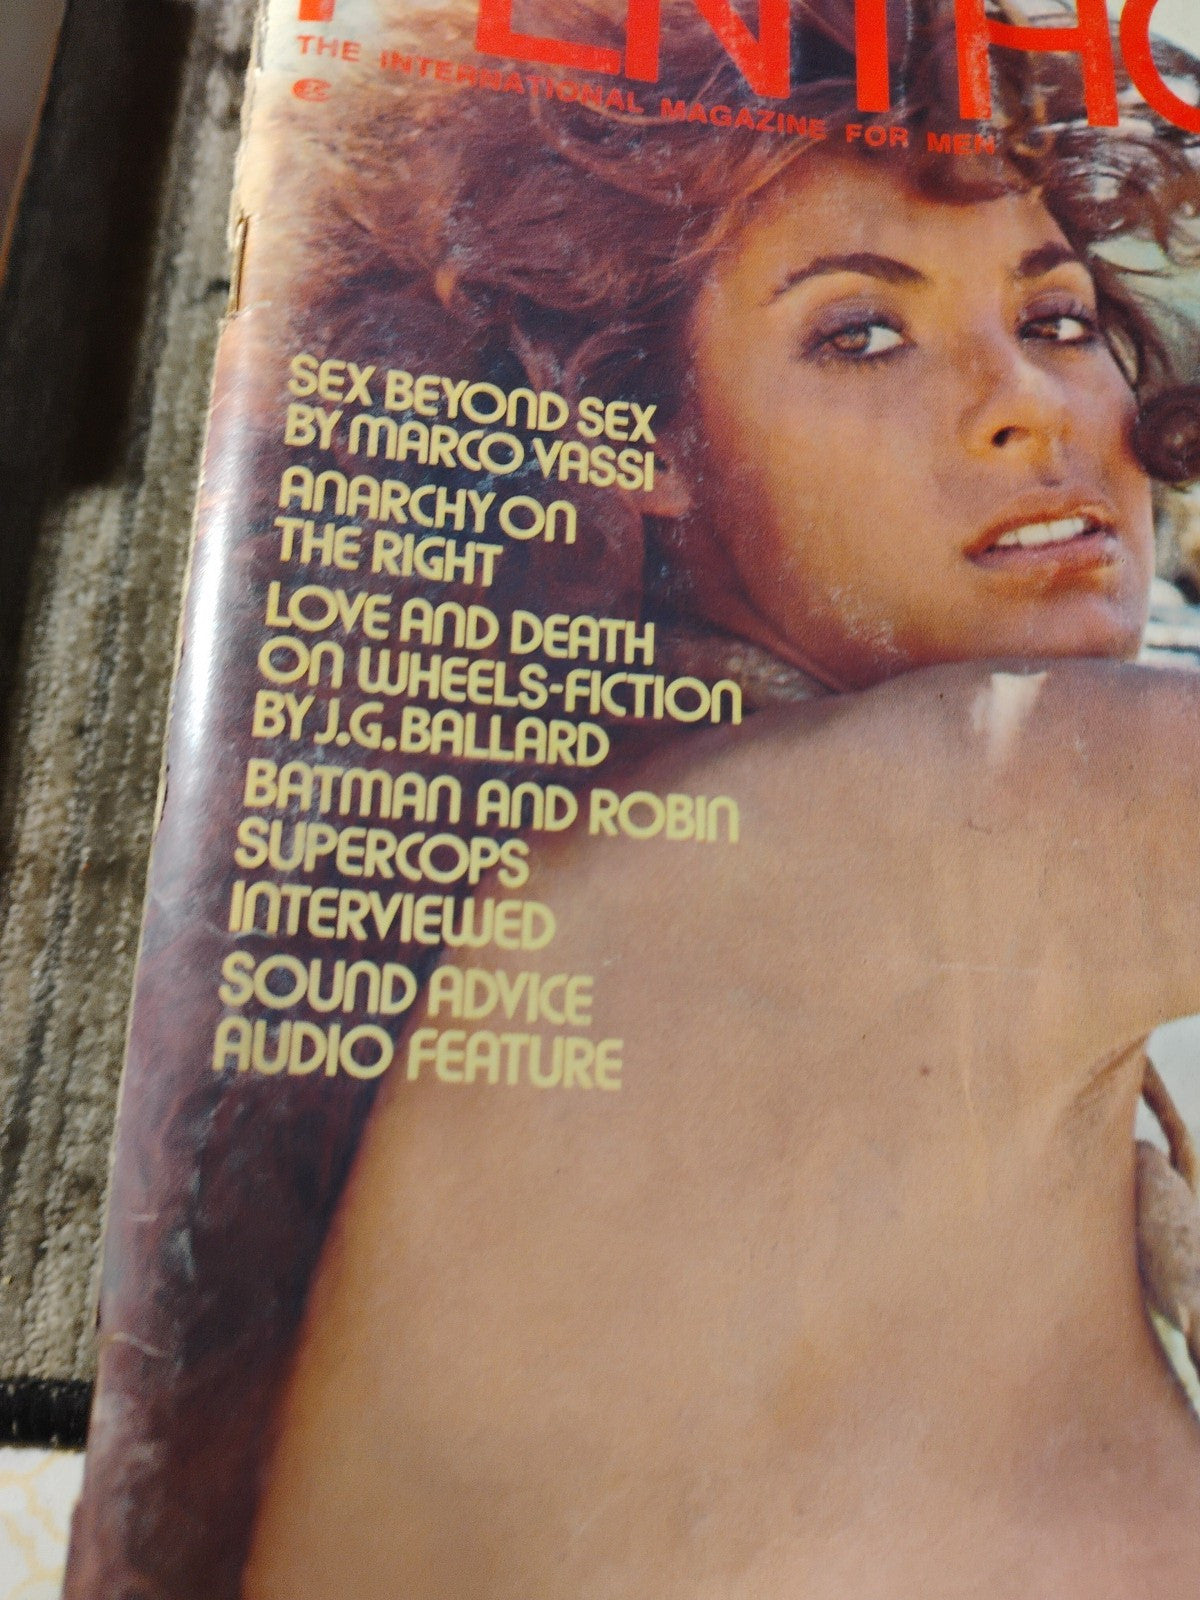 PENTHO
THE INTERNATIONAL MAGAZINE FOR MEN
SEX BEYOND SEX
BY MARCO VASSI
ANARCHY ON
THE RIGHT
LOVE AND DEATH
ON WHEELS-FICTION
BY J.G. BALLARD
BATMAN AND ROBIN
SUPERCOPS
INTERVIEWED
SOUND ADVICE
AUDIO FEATURE